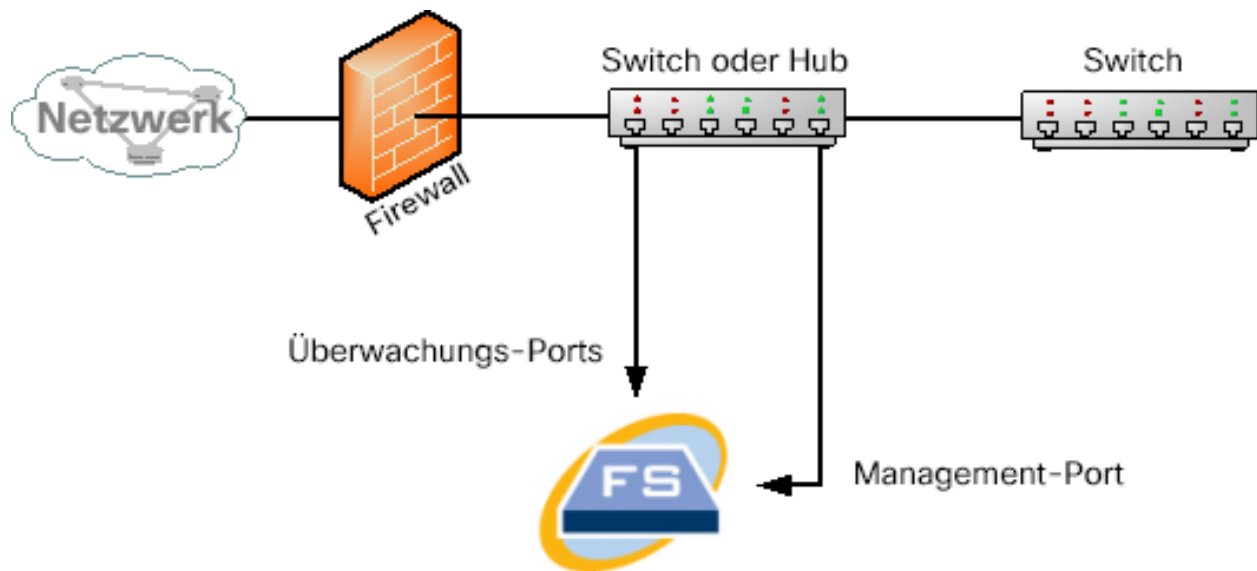 Switch oder Hub
Switch
Netzwerk
Firewall
Überwachungs-Ports
FS
Management-Port